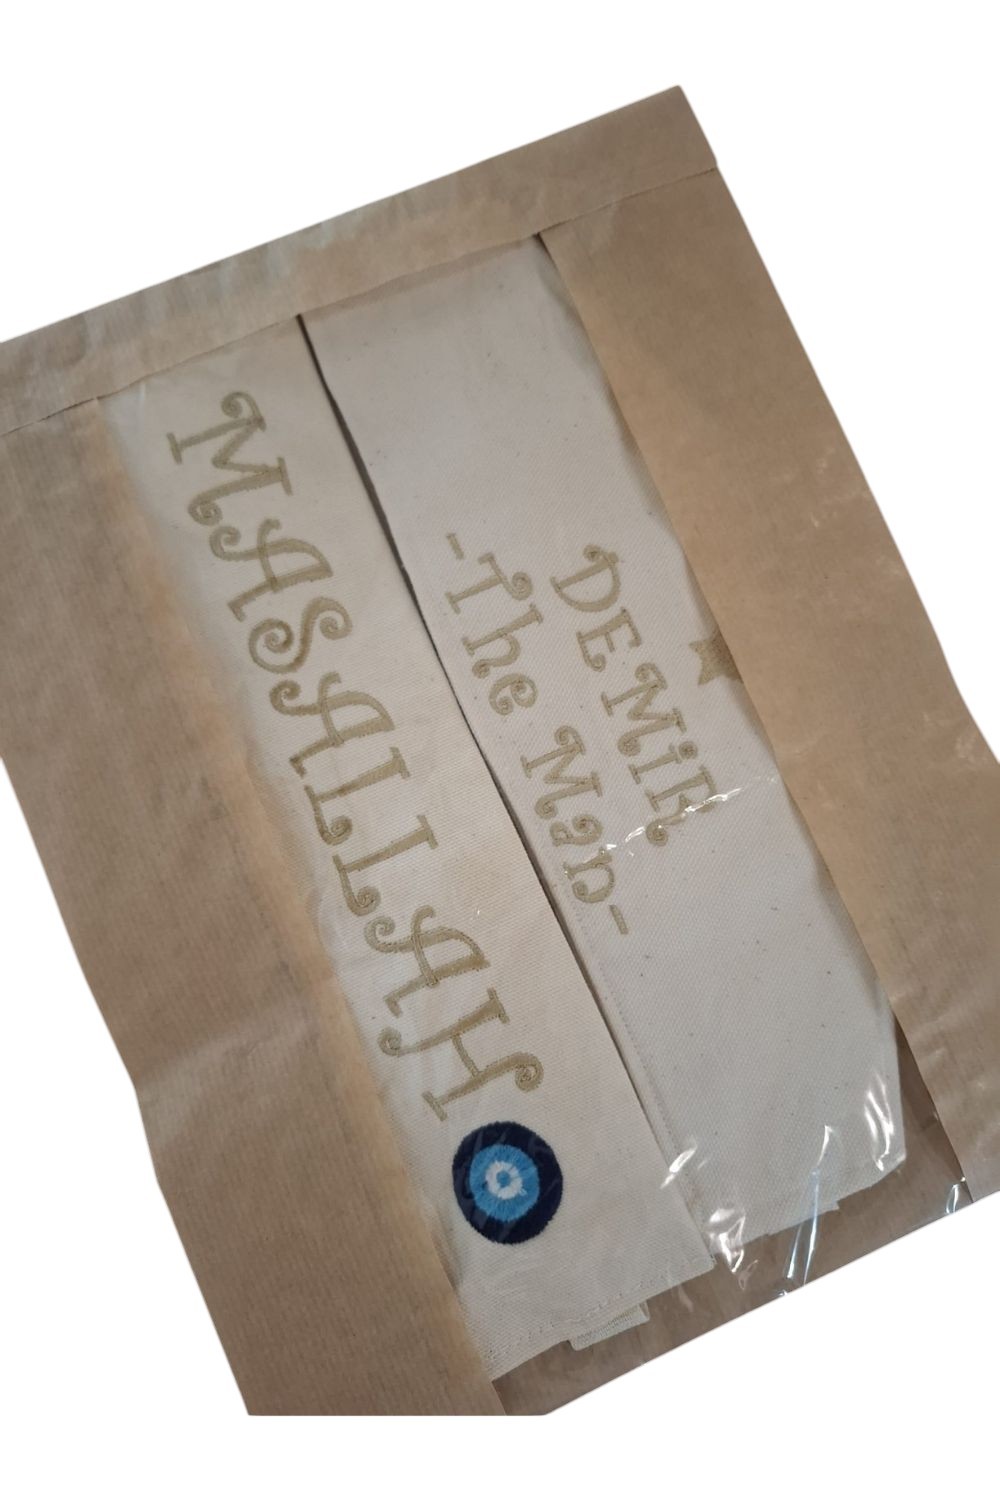 MASALLAH
DEMiR
-The Man-